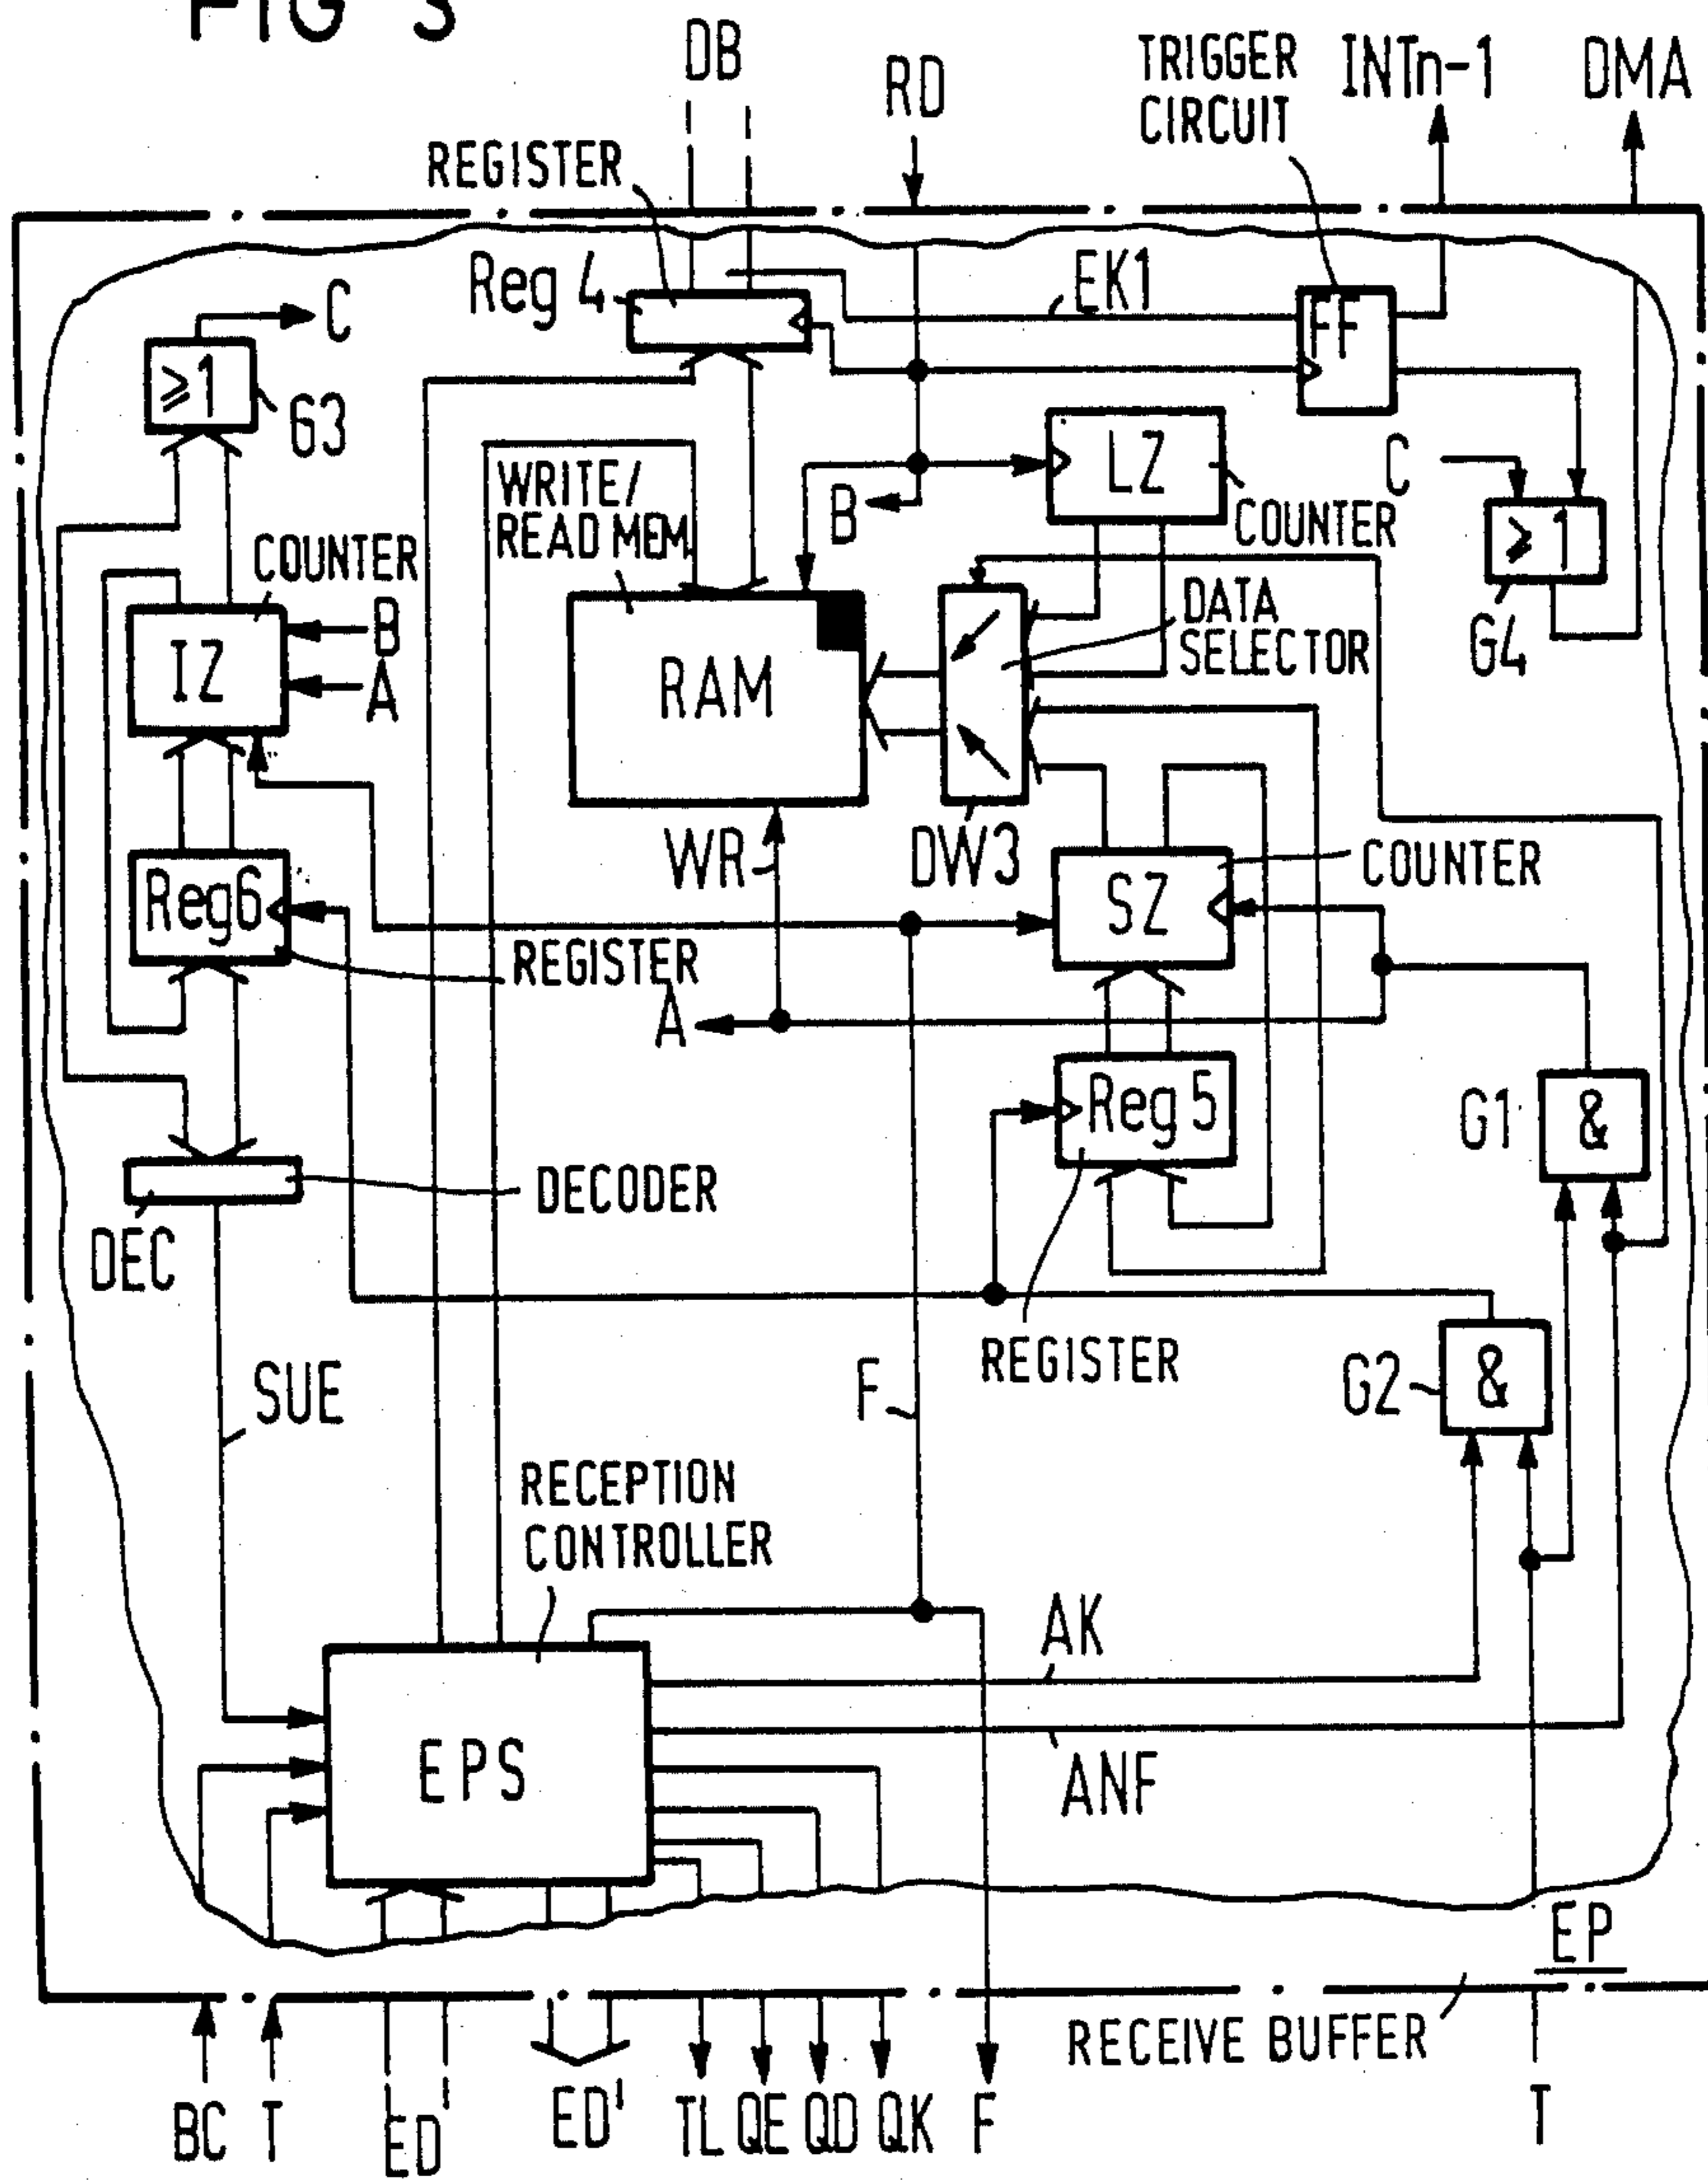 FIG 3
DB
RD
TRIGGER
CIRCUIT
INTn-1
DMA
REGISTER
Reg 4
EK1
FF
C
≥1
G3
WRITE/
READ MEM
B
LZ
COUNTER
C
≥ 1
G4
COUNTER
IZ
B
A
RAM
DATA
SELECTOR
WR
DW3
COUNTER
SZ
Reg6
REGISTER
A
Reg 5
G1
&
DECODER
DEC
REGISTER
G2
&
SUE
F
RECEPTION
CONTROLLER
AK
EPS
ANF
EP
RECEIVE BUFFER
BC
T
ED
ED'
TL
QE
QD
QK
F
T